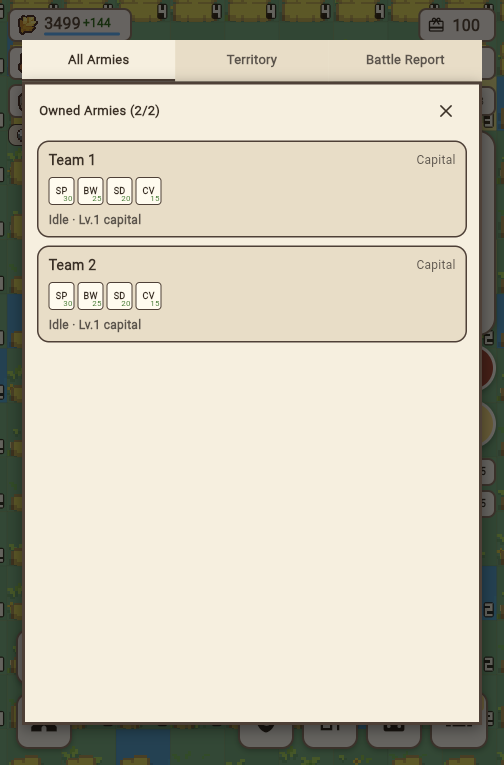 3499 +144
100
All Armies
Territory
Battle Report
Owned Armies (2/2)
Team 1
Capital
SP 30
BW 25
SD 20
CV 15
Idle · Lv.1 capital
Team 2
Capital
SP 30
BW 25
SD 20
CV 15
Idle · Lv.1 capital